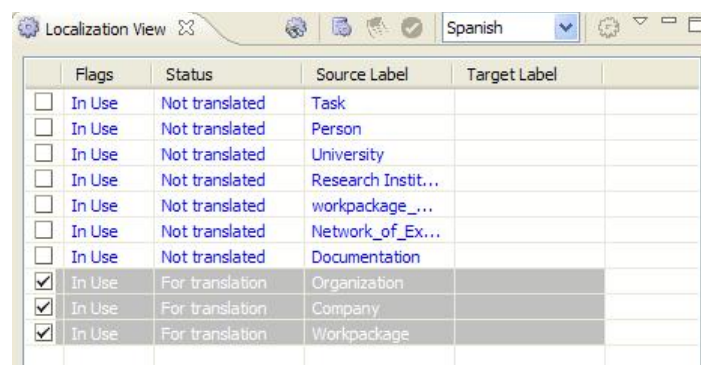 Localization View
Spanish
Flags Status Source Label Target Label
In Use Not translated Task
In Use Not translated Person
In Use Not translated University
In Use Not translated Research Instit...
In Use Not translated workpackage_...
In Use Not translated Network_of_Ex...
In Use Not translated Documentation
In Use For translation Organization
In Use For translation Company
In Use For translation Workpackage